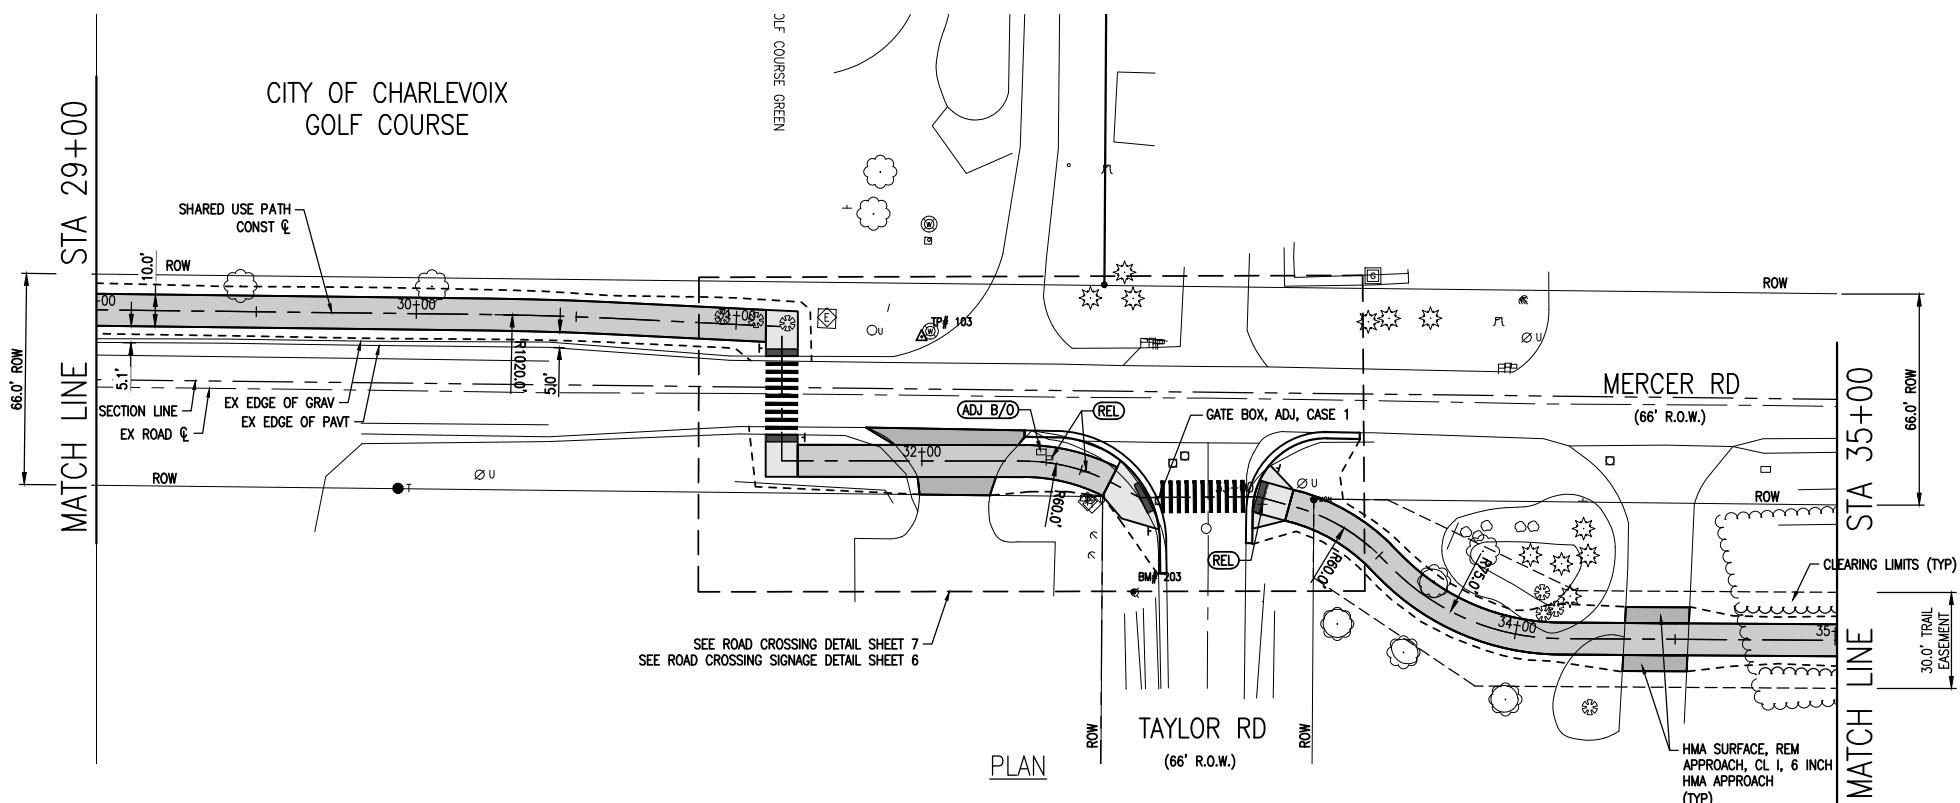 OLF COURSE GREEN
CITY OF CHARLEVOIX
GOLF COURSE
STA 29+00
MATCH LINE
66.0' ROW
SHARED USE PATH
CONST ℄
10.0'
ROW
+00
30+00
R1020.0'
5.0'
5.1'
SECTION LINE
EX ROAD ℄
EX EDGE OF GRAV
EX EDGE OF PAVT
ROW
T
U
E
U
W
W
TP# 103
G
U
ROW
MERCER RD
(66' R.O.W.)
66.0' ROW
STA 35+00
MATCH LINE
ADJ B/O
REL
GATE BOX, ADJ, CASE 1
32+00
R60.0'
U
ROW
REL
BM# 203
R60.0'
R75.0'
34+00
35+
CLEARING LIMITS (TYP)
30.0' TRAIL
EASEMENT
SEE ROAD CROSSING DETAIL SHEET 7
SEE ROAD CROSSING SIGNAGE DETAIL SHEET 6
ROW
TAYLOR RD
(66' R.O.W.)
ROW
PLAN
HMA SURFACE, REM
APPROACH, CL I, 6 INCH
HMA APPROACH
(TYP)